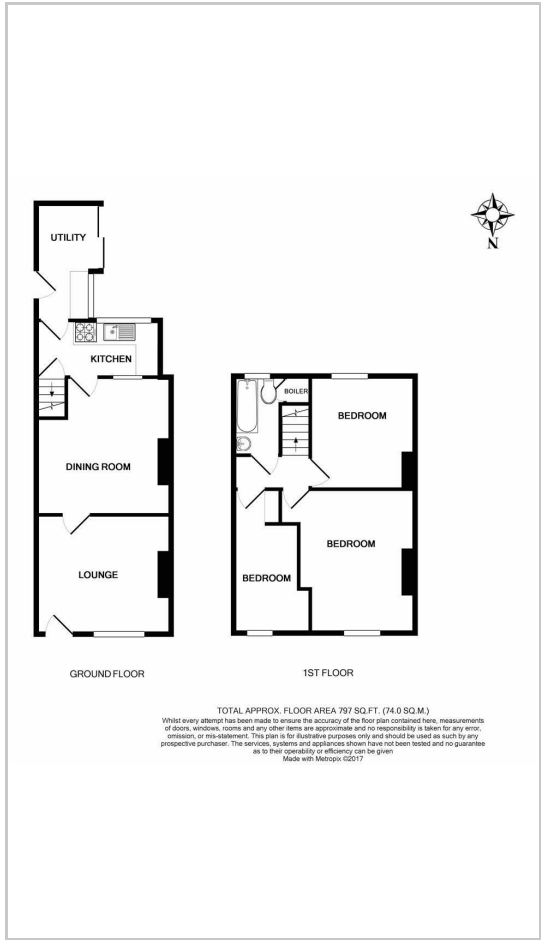 UTILITY
N
KITCHEN
BOILER
BEDROOM
DINING ROOM
BEDROOM
LOUNGE
BEDROOM
GROUND FLOOR
1ST FLOOR
TOTAL APPROX. FLOOR AREA 797 SQ.FT. (74.0 SQ.M.)
Whilst every attempt has been made to ensure the accuracy of the floor plan contained here, measurements
of doors, windows, rooms and any other items are approximate and no responsibility is taken for any error,
omission, or mis-statement. This plan is for illustrative purposes only and should be used as such by any
prospective purchaser. The services, systems and appliances shown have not been tested and no guarantee
as to their operability or efficiency can be given
Made with Metropix ©2017